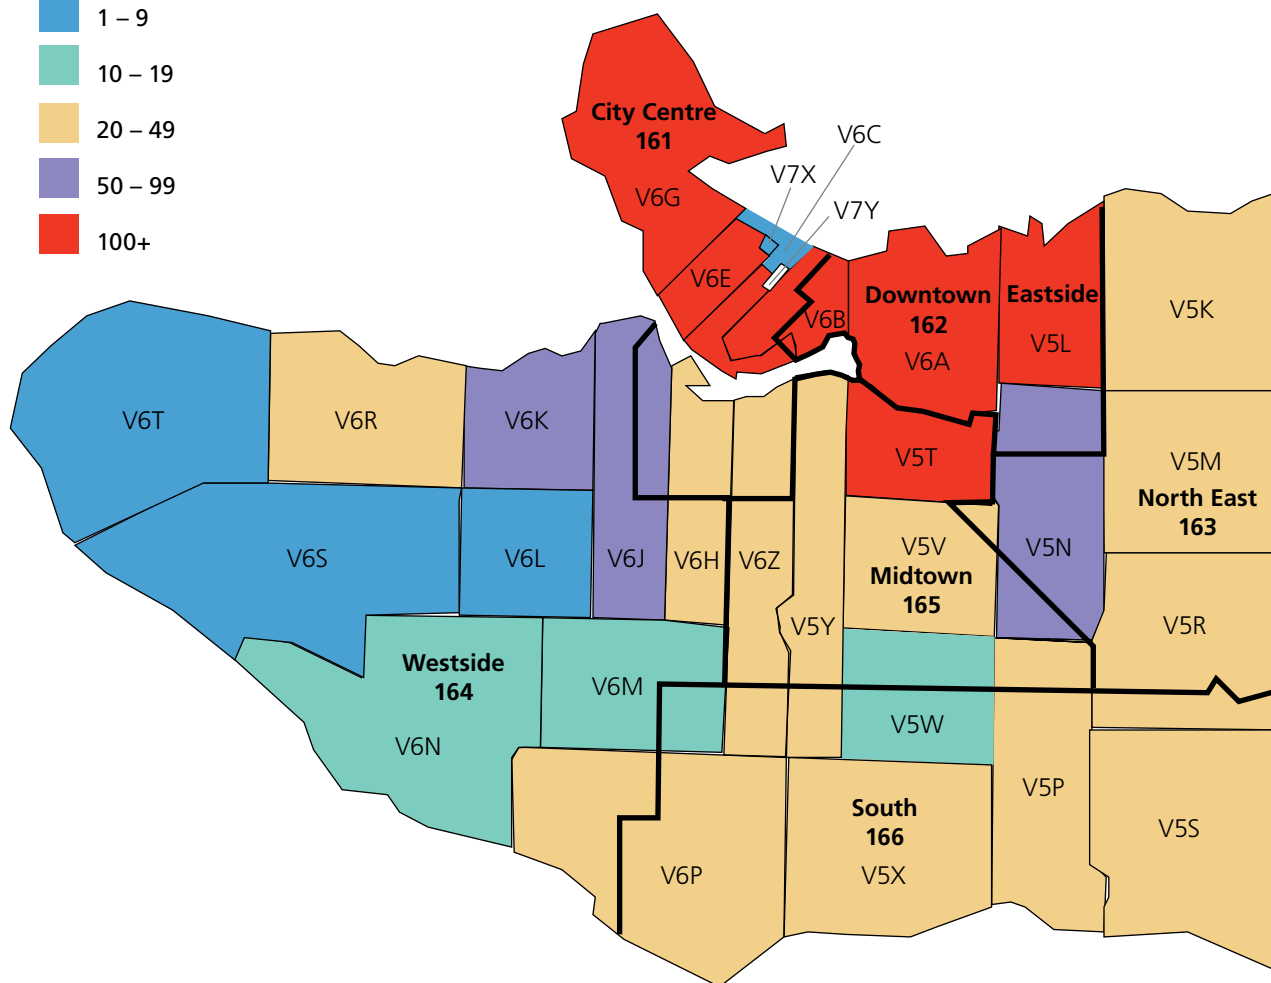 1 – 9
10 – 19
20 – 49
50 – 99
100+
City Centre
161
V6C
V7X
V7Y
V6G
V6E
V6B
Downtown
162
V6A
Eastside
V5L
V5K
V6T
V6R
V6K
V5T
V5M
North East
163
V6S
V6L
V6J
V6H
V6Z
V5Y
V5V
Midtown
165
V5N
V5R
Westside
164
V6M
V6N
V5W
V5P
South
166
V5X
V6P
V5S